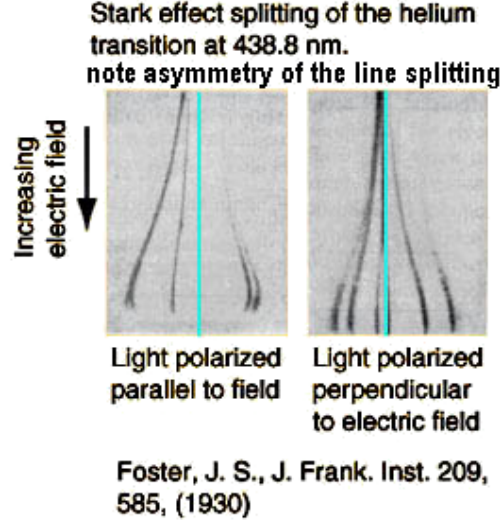 Stark effect splitting of the helium
transition at 438.8 nm.
note asymmetry of the line splitting
Increasing
electric field
Light polarized
parallel to field
Light polarized
perpendicular
to electric field
Foster, J. S., J. Frank. Inst. 209,
585, (1930)